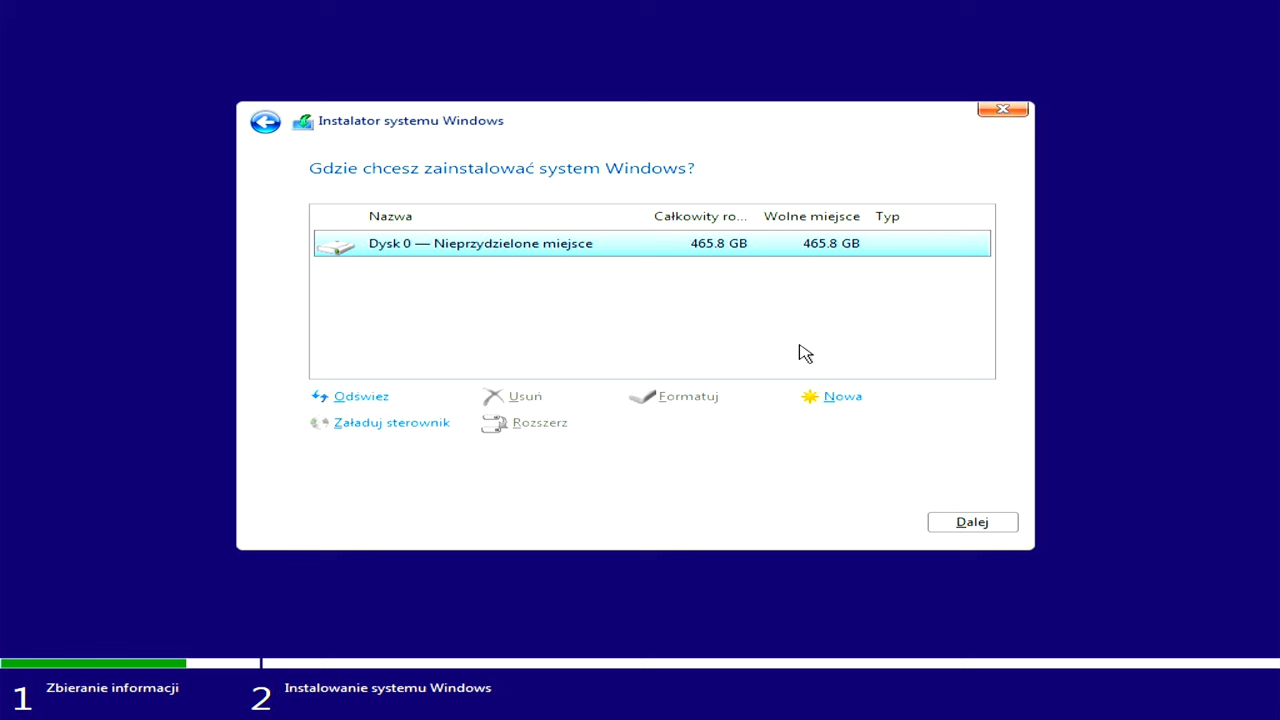 Instalator systemu Windows
Gdzie chcesz zainstalować system Windows?
Nazwa Całkowity ro... Wolne miejsce Typ
Dysk 0 — Nieprzydzielone miejsce 465.8 GB 465.8 GB
Odśwież Usuń Formatuj Nowa
Załaduj sterownik Rozszerz
Dalej
1 Zbieranie informacji 2 Instalowanie systemu Windows